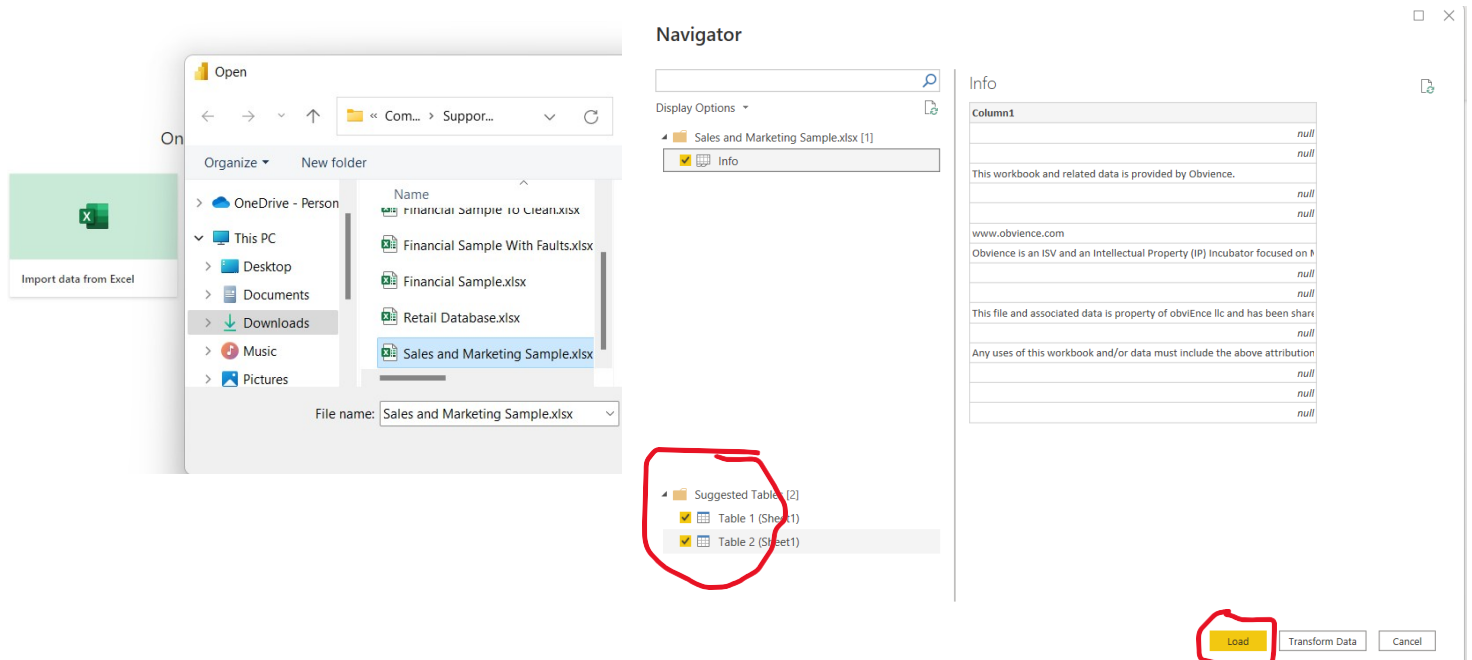 Open
« Com... › Suppor...
On
Organize
New folder
Name
Financial Sample To Clean.xlsx
OneDrive - Person
Financial Sample With Faults.xlsx
This PC
Desktop
Financial Sample.xlsx
Documents
Retail Database.xlsx
Downloads
Music
Sales and Marketing Sample.xlsx
Pictures
File name: Sales and Marketing Sample.xlsx
Import data from Excel
Navigator
Display Options
Sales and Marketing Sample.xlsx [1]
Info
Suggested Tables [2]
Table 1 (Sheet1)
Table 2 (Sheet1)
Info
Column1
null
null
This workbook and related data is provided by Obvience.
null
null
www.obvience.com
Obvience is an ISV and an Intellectual Property (IP) Incubator focused on M
null
null
This file and associated data is property of obviEnce llc and has been share
null
Any uses of this workbook and/or data must include the above attribution
null
null
null
Load
Transform Data
Cancel